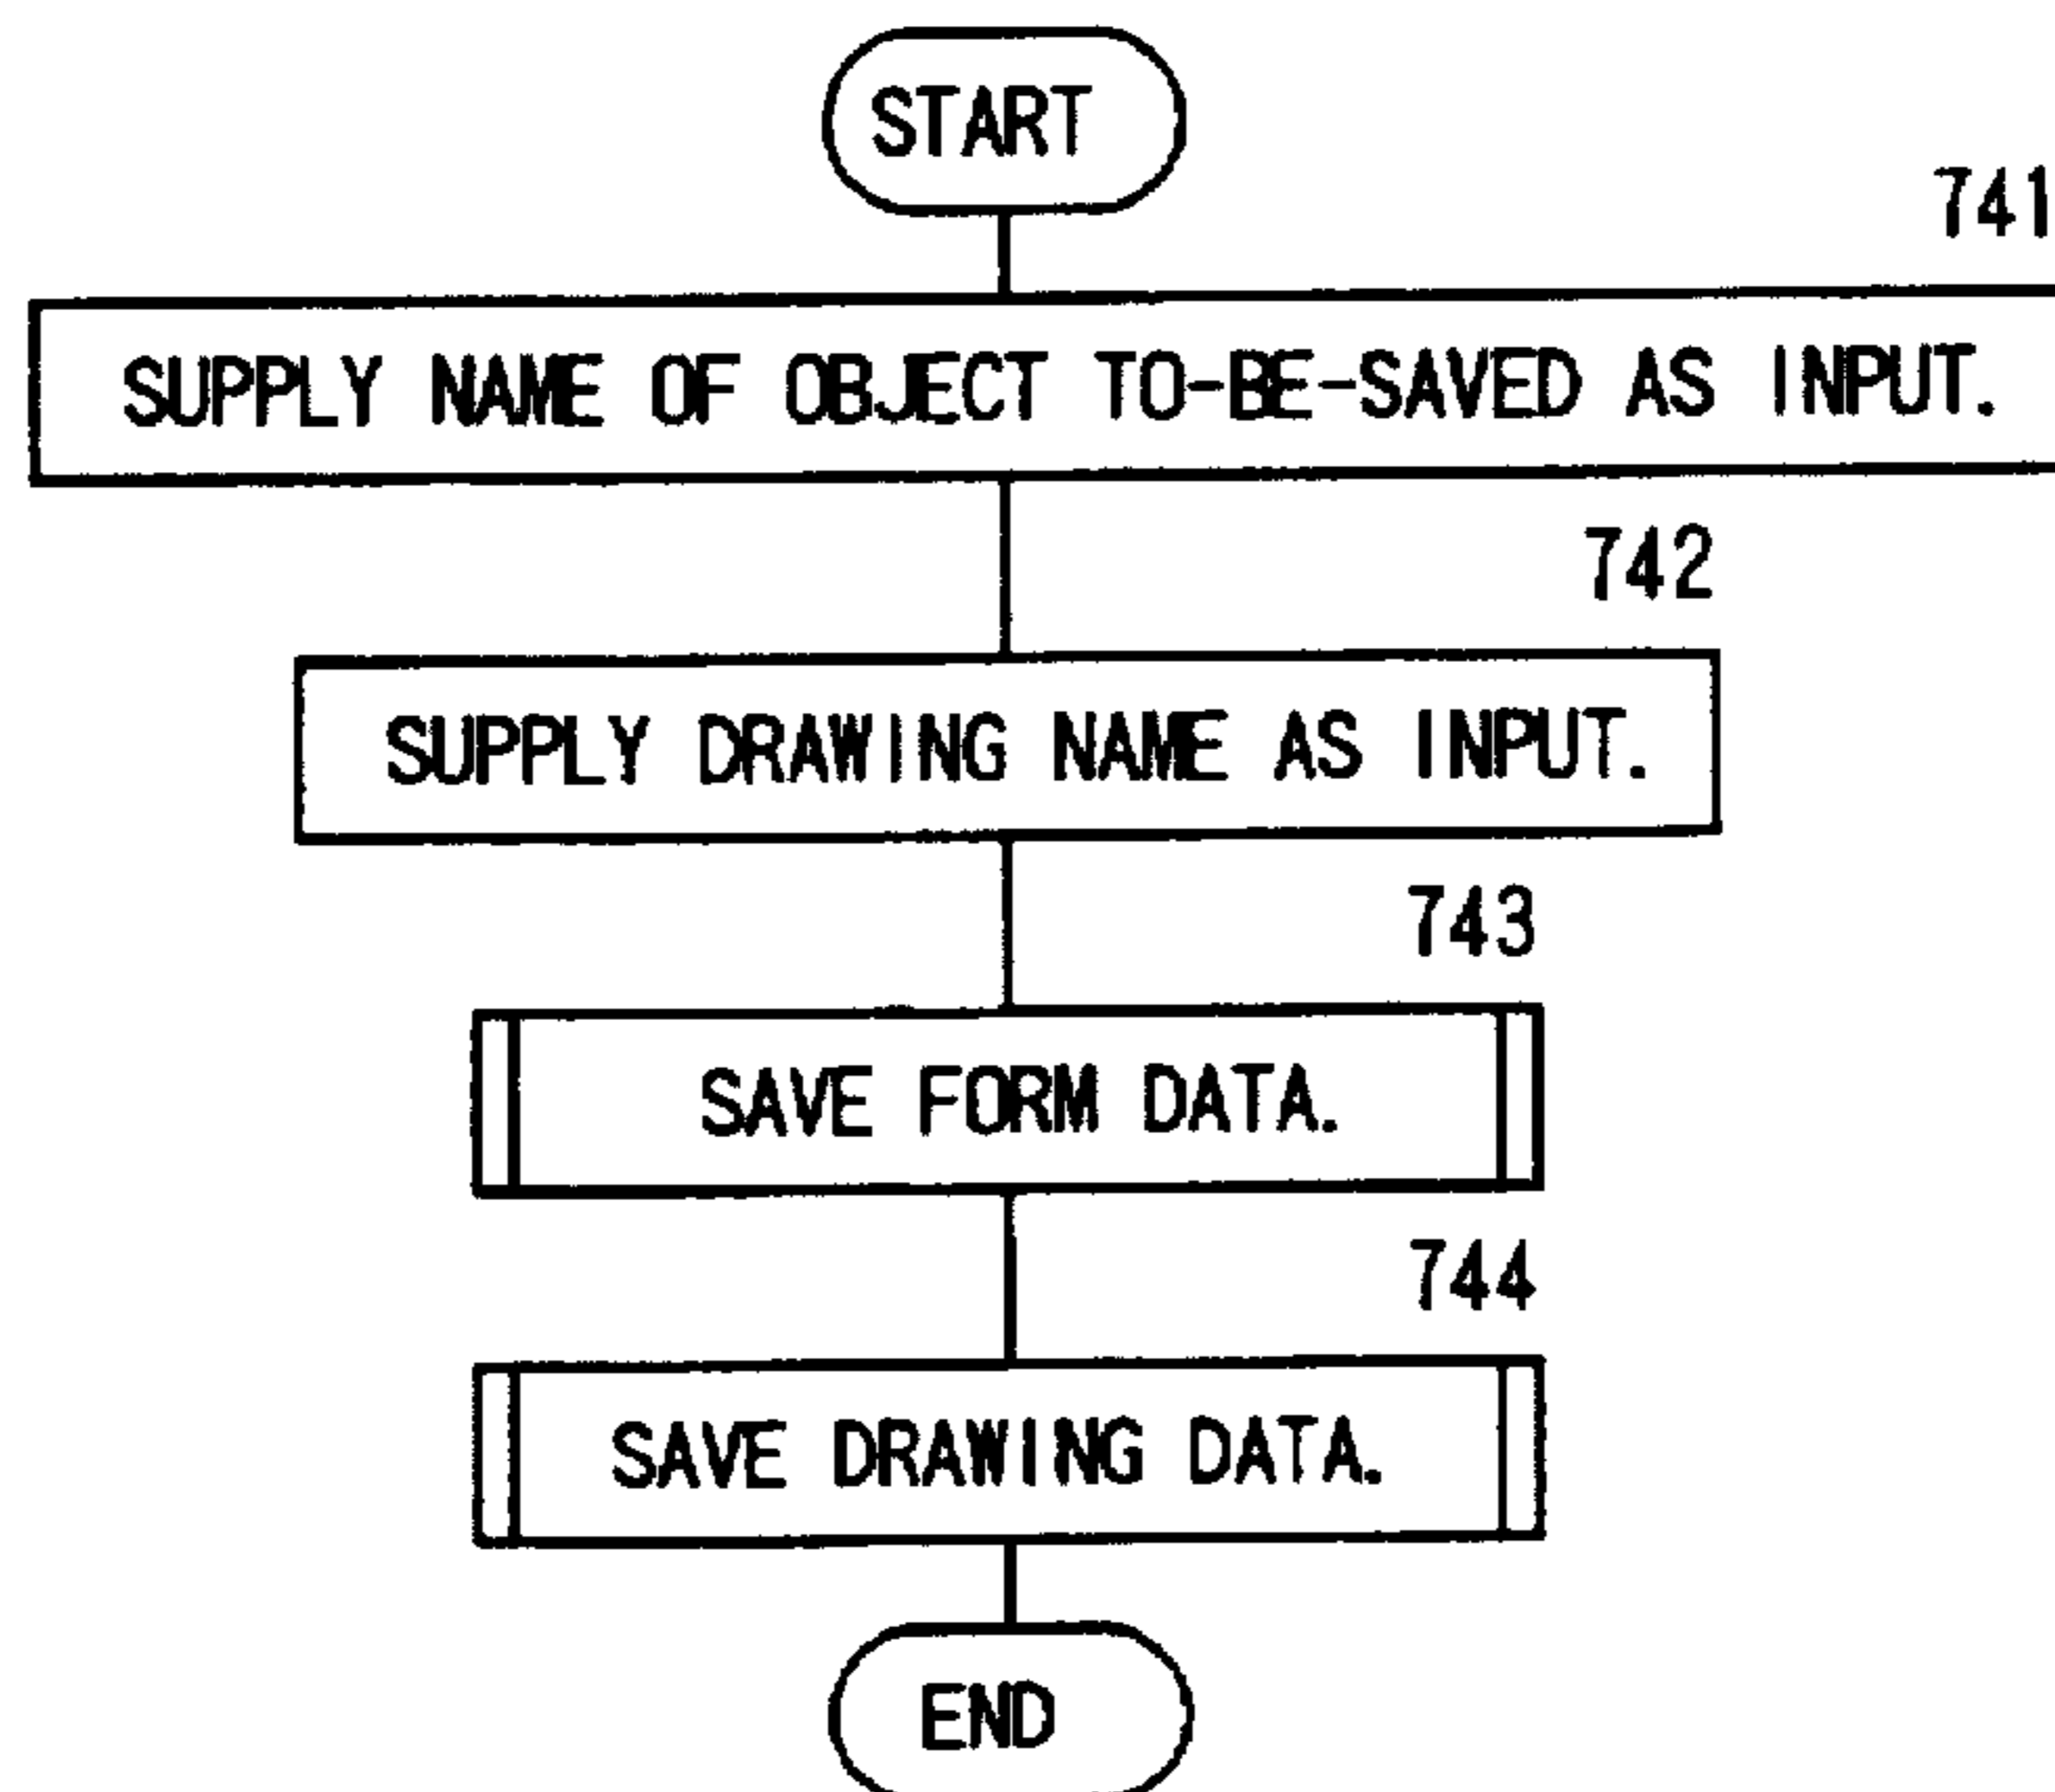 START
741
SUPPLY NAME OF OBJECT TO-BE-SAVED AS INPUT.
742
SUPPLY DRAWING NAME AS INPUT.
743
SAVE FORM DATA.
744
SAVE DRAWING DATA.
END